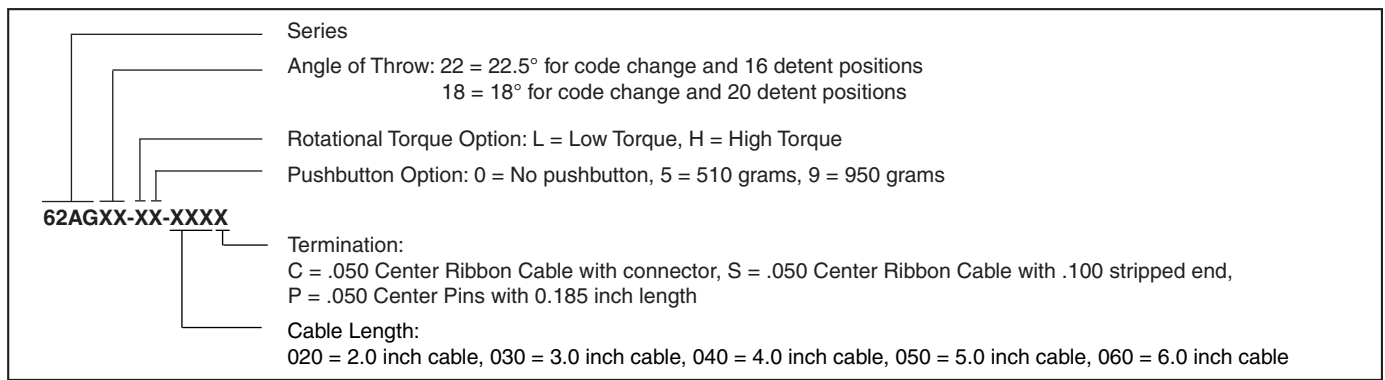 Series
Angle of Throw: 22 = 22.5° for code change and 16 detent positions
18 = 18° for code change and 20 detent positions
Rotational Torque Option: L = Low Torque, H = High Torque
Pushbutton Option: 0 = No pushbutton, 5 = 510 grams, 9 = 950 grams
62AGXX-XX-XXXX
Termination:
C = .050 Center Ribbon Cable with connector, S = .050 Center Ribbon Cable with .100 stripped end,
P = .050 Center Pins with 0.185 inch length
Cable Length:
020 = 2.0 inch cable, 030 = 3.0 inch cable, 040 = 4.0 inch cable, 050 = 5.0 inch cable, 060 = 6.0 inch cable